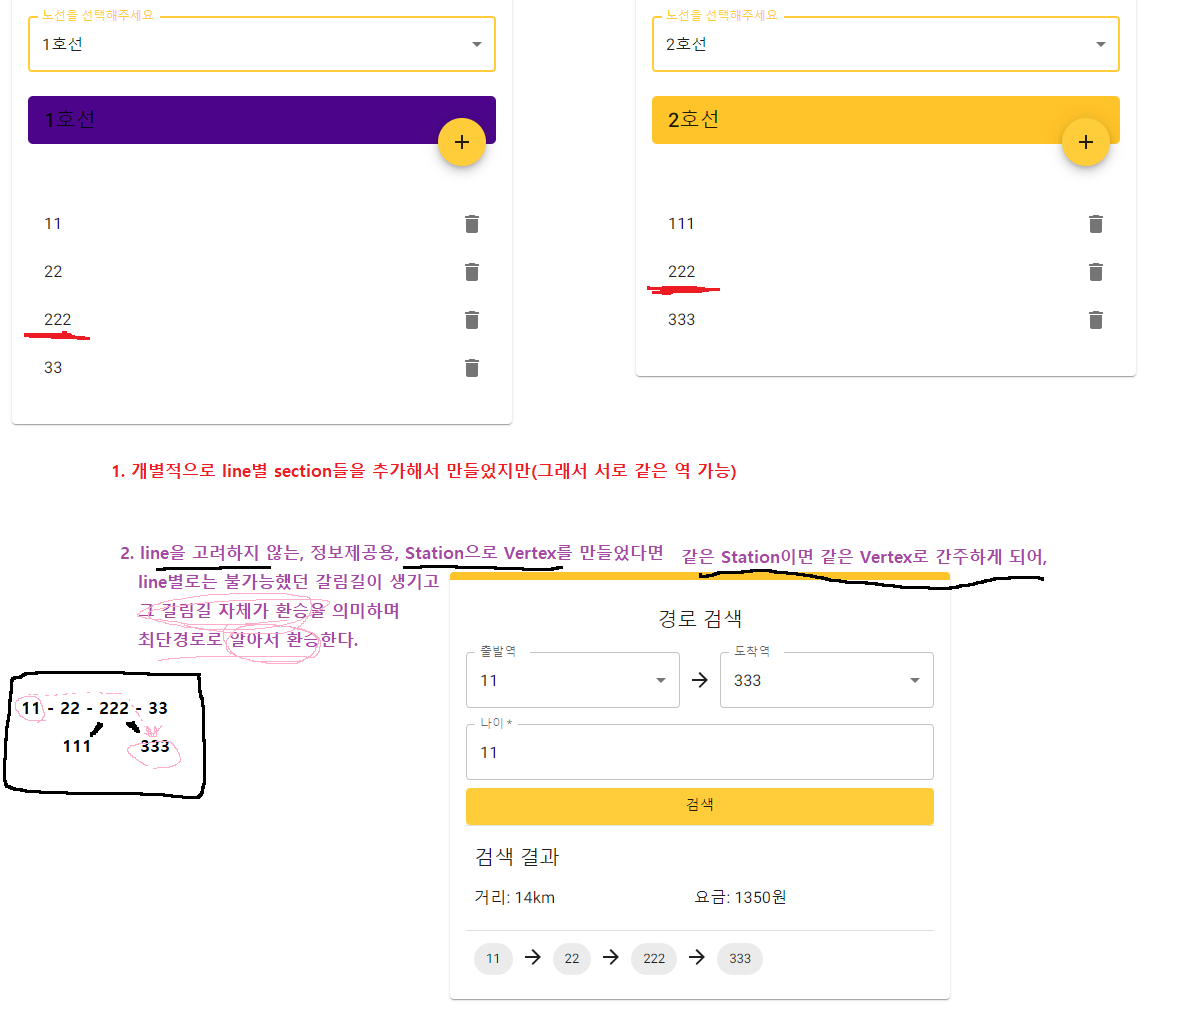 노선을 선택해주세요
1호선
1호선
+
11
22
222
33
노선을 선택해주세요
2호선
2호선
+
111
222
333
1. 개별적으로 line별 section들을 추가해서 만들었지만(그래서 서로 같은 역 가능)
2. line을 고려하지 않는, 정보제공용, Station으로 Vertex를 만들었다면 같은 Station이면 같은 Vertex로 간주하게 되어,
line별로는 불가능했던 갈림길이 생기고
그 갈림길 자체가 환승을 의미하며
최단경로로 알아서 환승한다.
11 - 22 - 222 - 33
111 333
경로 검색
출발역
11
→
도착역
333
나이 *
11
검색
검색 결과
거리: 14km 요금: 1350원
11 → 22 → 222 → 333